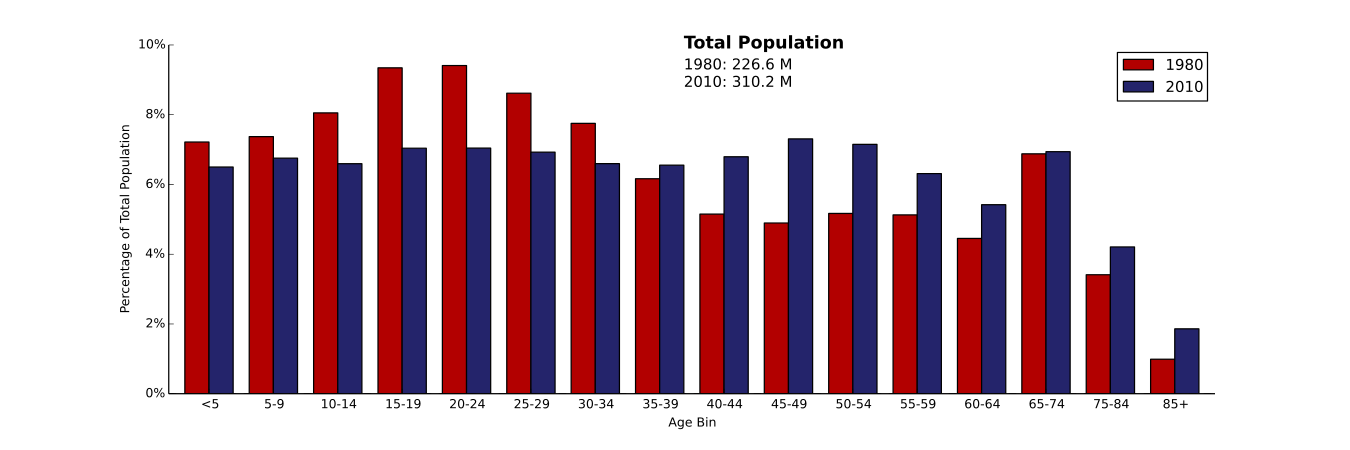 Total Population
1980: 226.6 M
2010: 310.2 M
1980
2010
10%
8%
6%
4%
2%
0%
Percentage of Total Population
<5 5-9 10-14 15-19 20-24 25-29 30-34 35-39 40-44 45-49 50-54 55-59 60-64 65-74 75-84 85+
Age Bin